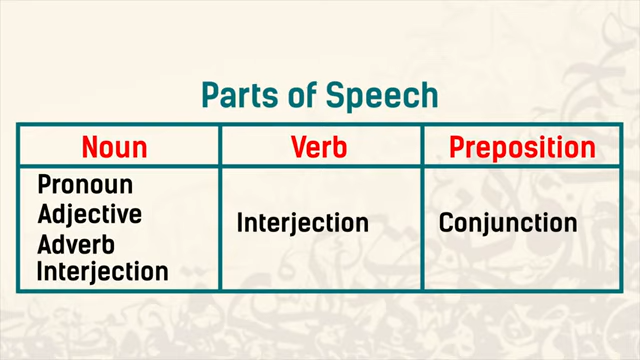 Parts of Speech
Noun Verb Preposition
Pronoun
Adjective
Adverb
Interjection
Interjection
Conjunction